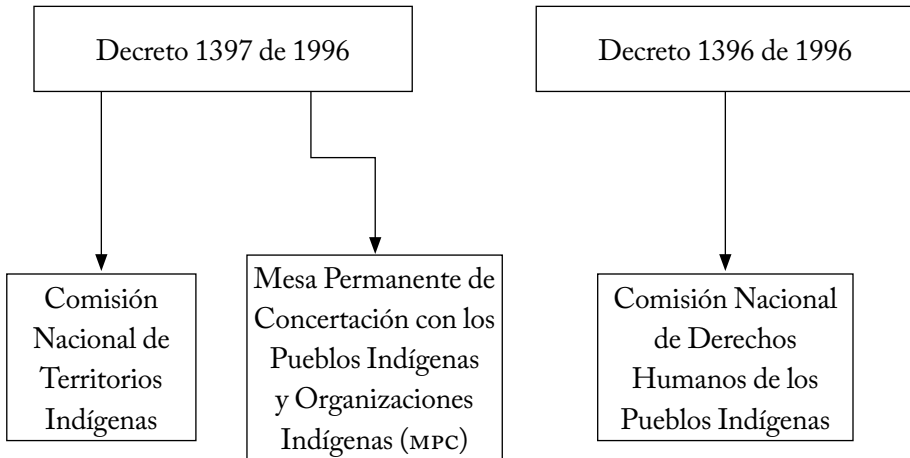 Decreto 1397 de 1996
Decreto 1396 de 1996
Comisión
Nacional de
Territorios
Indígenas
Mesa Permanente de
Concertación con los
Pueblos Indígenas
y Organizaciones
Indígenas (MPC)
Comisión Nacional
de Derechos
Humanos de los
Pueblos Indígenas